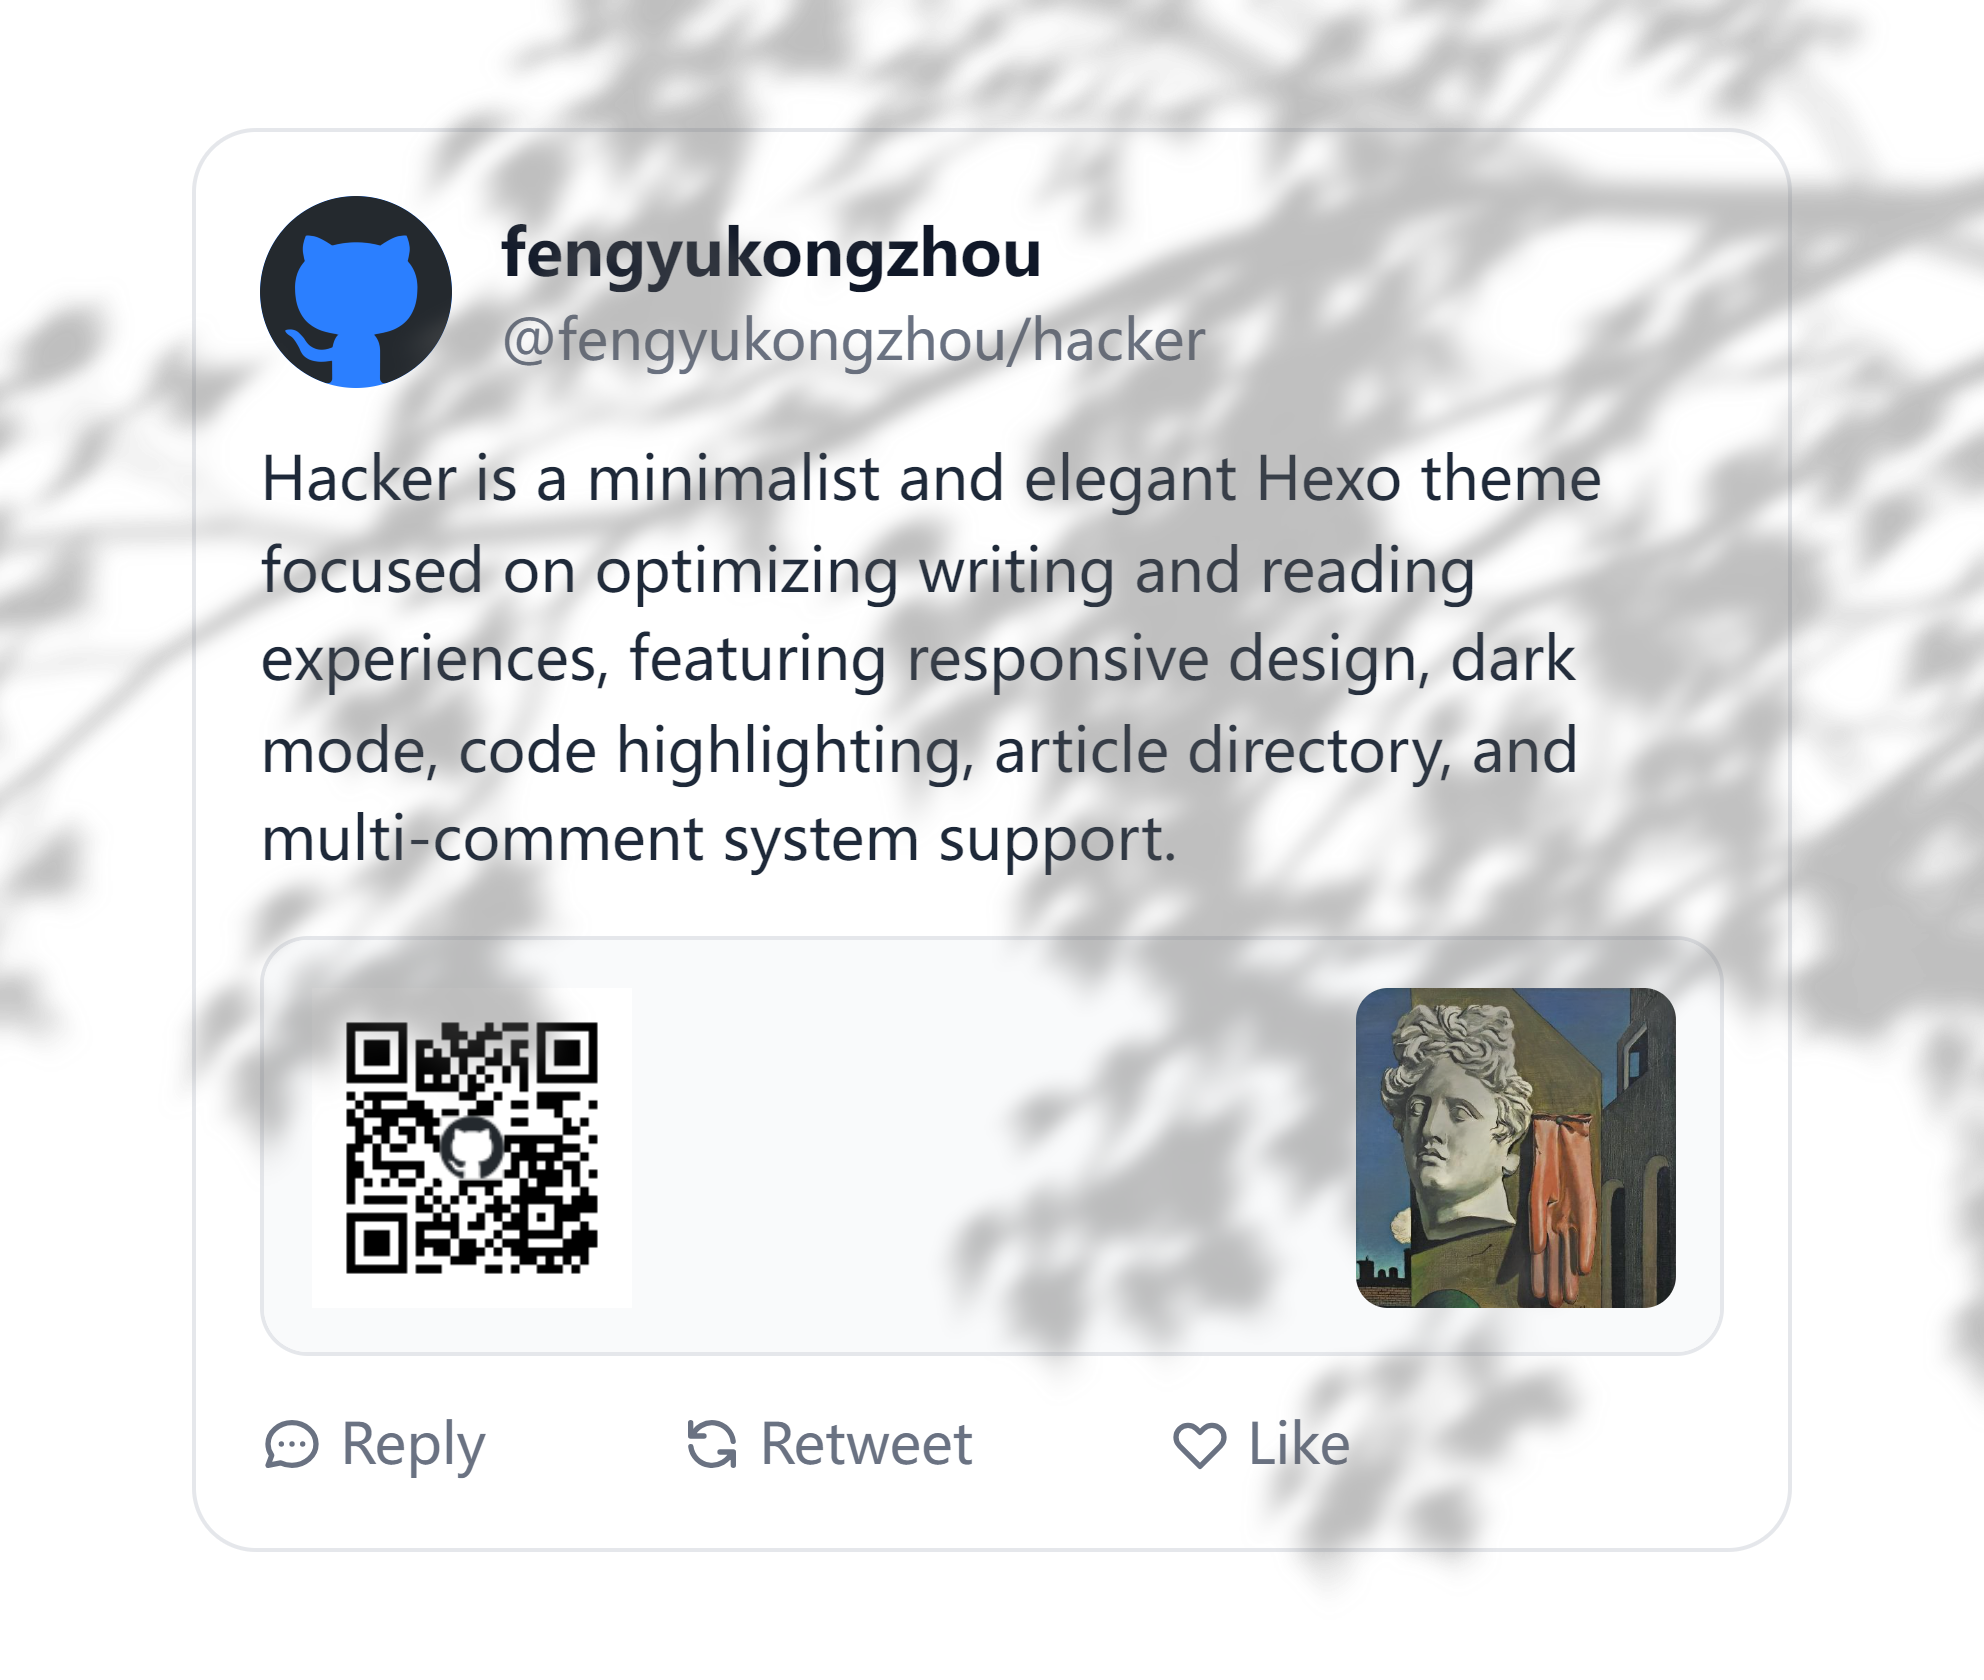 fengyukongzhou
@fengyukongzhou/hacker
Hacker is a minimalist and elegant Hexo theme
focused on optimizing writing and reading
experiences, featuring responsive design, dark
mode, code highlighting, article directory, and
multi-comment system support.
Reply
Retweet
Like